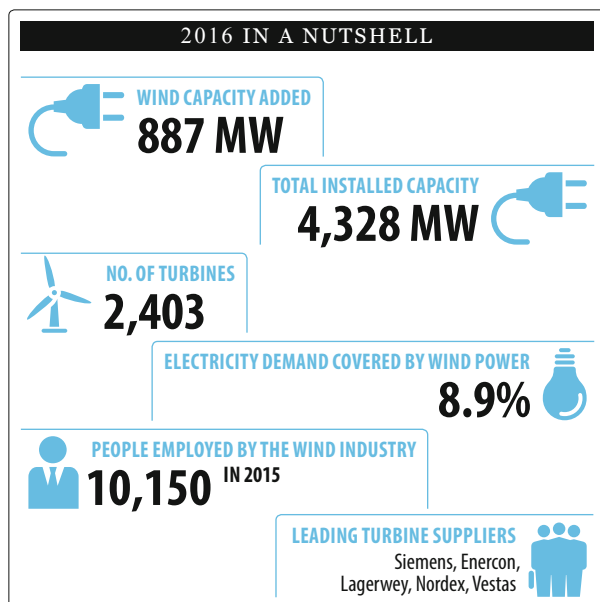 2016 IN A NUTSHELL
WIND CAPACITY ADDED
887 MW
TOTAL INSTALLED CAPACITY
4,328 MW
NO. OF TURBINES
2,403
ELECTRICITY DEMAND COVERED BY WIND POWER
8.9%
PEOPLE EMPLOYED BY THE WIND INDUSTRY
10,150 IN 2015
LEADING TURBINE SUPPLIERS
Siemens, Enercon,
Lagerwey, Nordex, Vestas